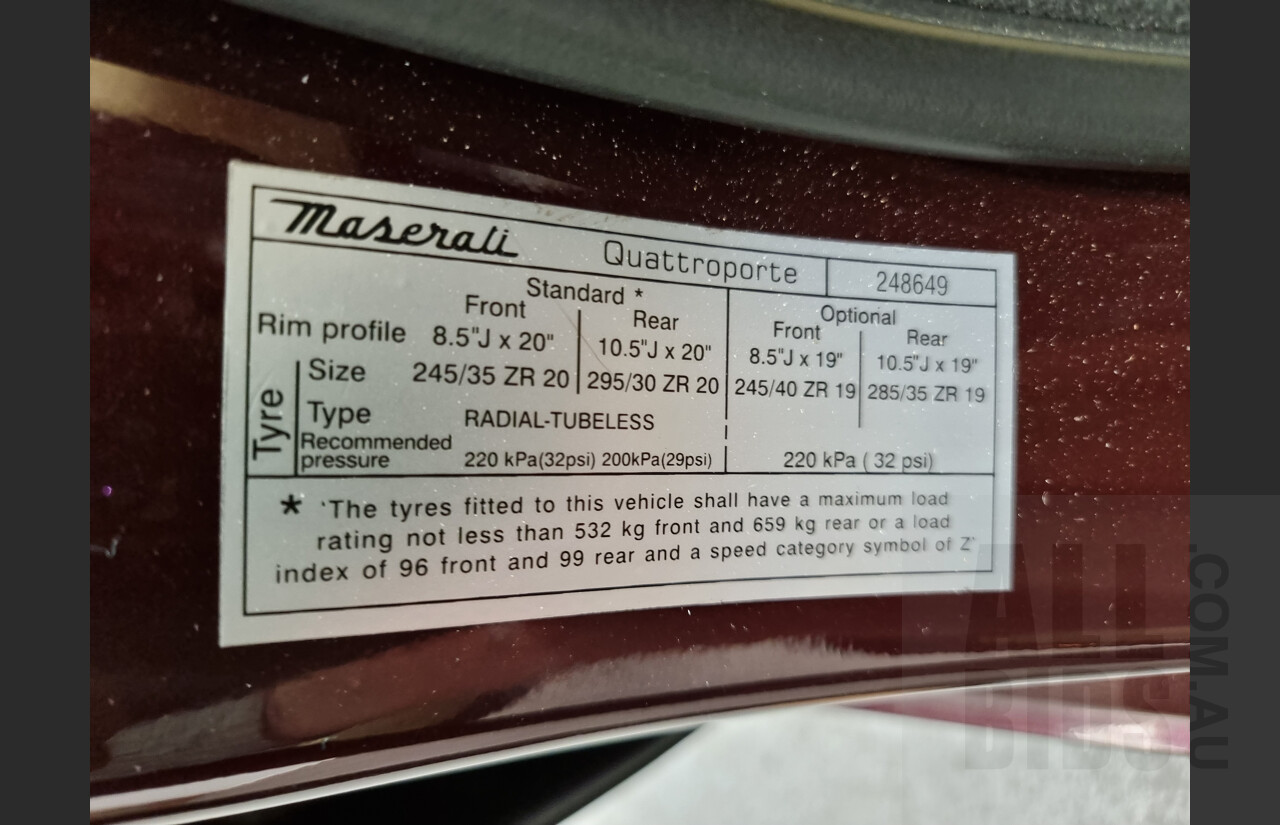 Maserati Quattroporte 248649
Standard * Optional
Front Rear Front Rear
Rim profile 8.5"J x 20" 10.5"J x 20" 8.5"J x 19" 10.5"J x 19"
Tyre
Size 245/35 ZR 20 295/30 ZR 20 245/40 ZR 19 285/35 ZR 19
Type RADIAL-TUBELESS
Recommended
pressure 220 kPa(32psi) 200kPa(29psi) 220 kPa ( 32 psi)
* 'The tyres fitted to this vehicle shall have a maximum load
rating not less than 532 kg front and 659 kg rear or a load
index of 96 front and 99 rear and a speed category symbol of Z'
ALL
BIDS
.COM.AU